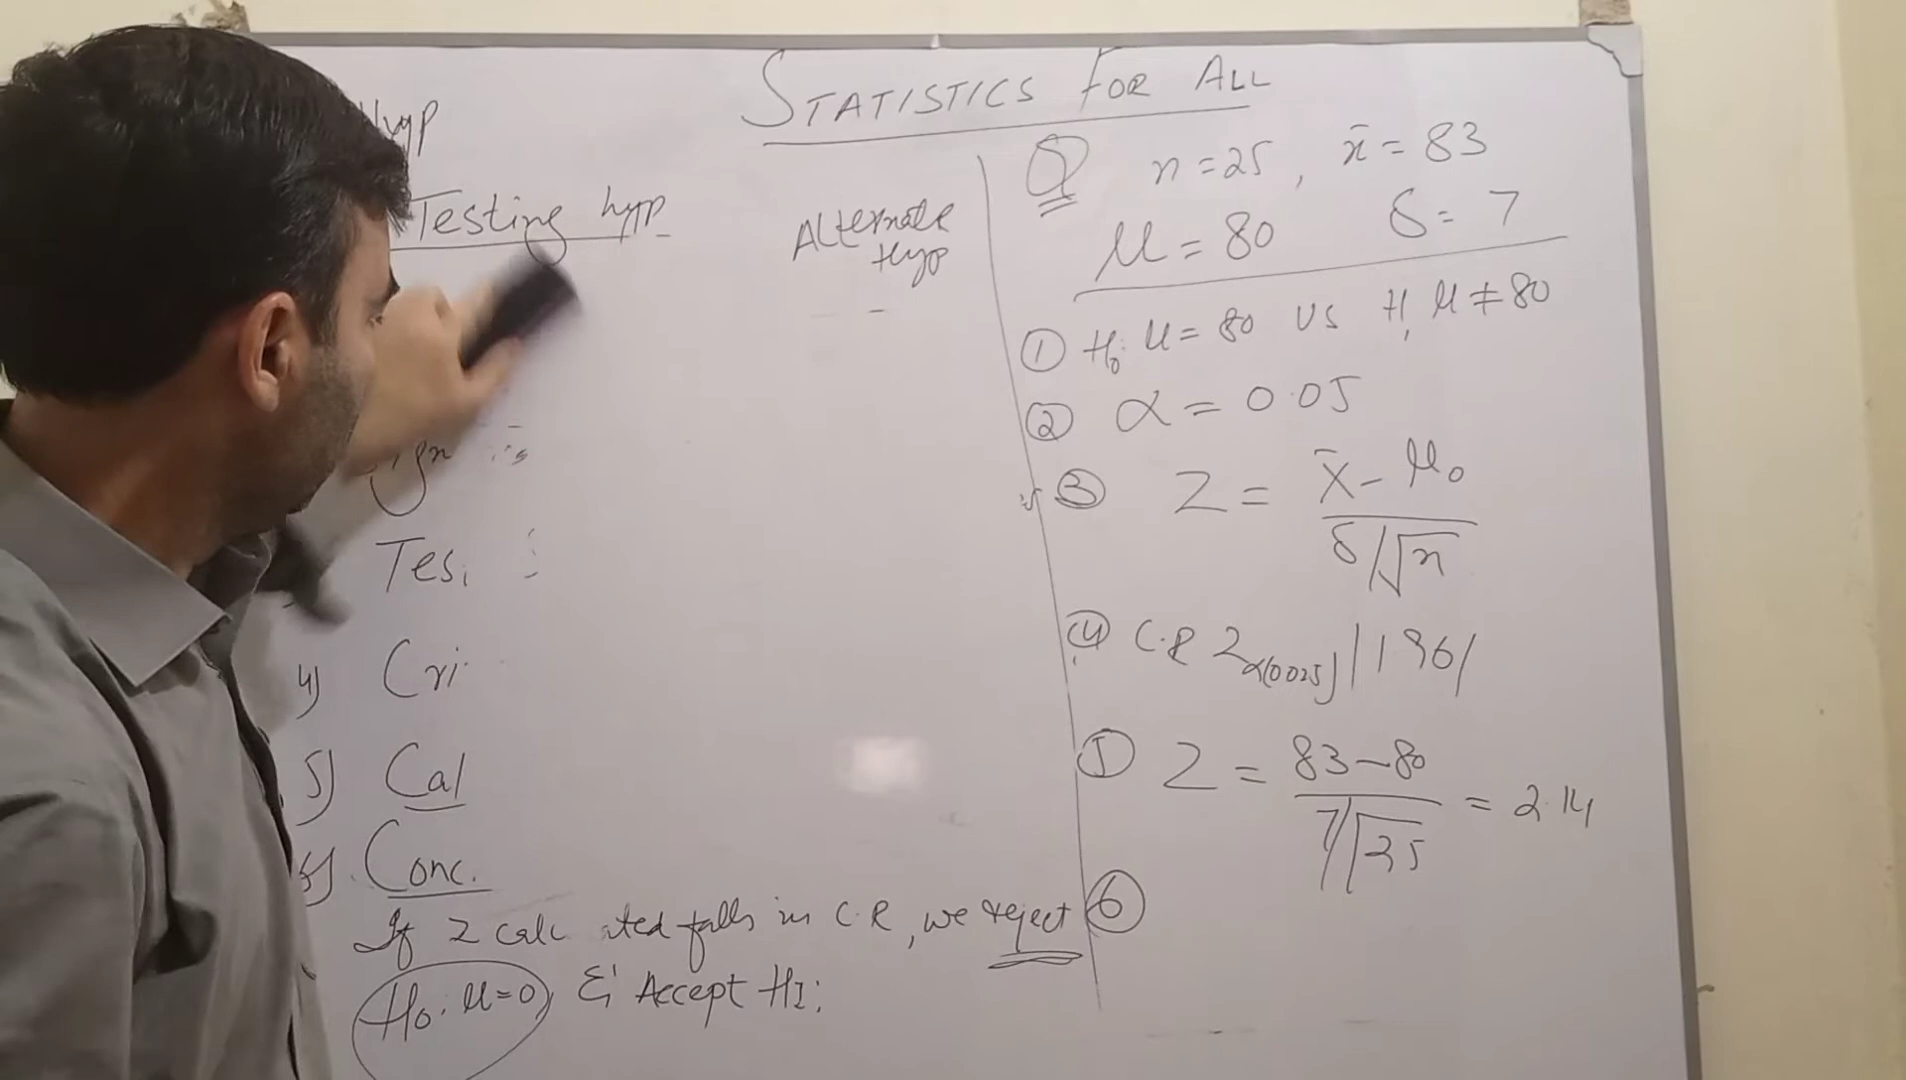 STATISTICS FOR ALL
Hyp
Testing hyp
Alternate
Hyp
Tes
4) Cri
5) Cal
6) Conc.
If Z calc ated falls in C.R, we reject
H₀: μ=0, & Accept H₁:
Q n=25, x̄ = 83
μ = 80 δ = 7
① H₀: μ = 80 VS H₁ μ ≠ 80
② α = 0.05
③ Z = x̄ - μ₀
δ/√n
④ C.R Zα(0.025) |1.96|
⑤ Z = 83-80
7/√25 = 2.14
⑥